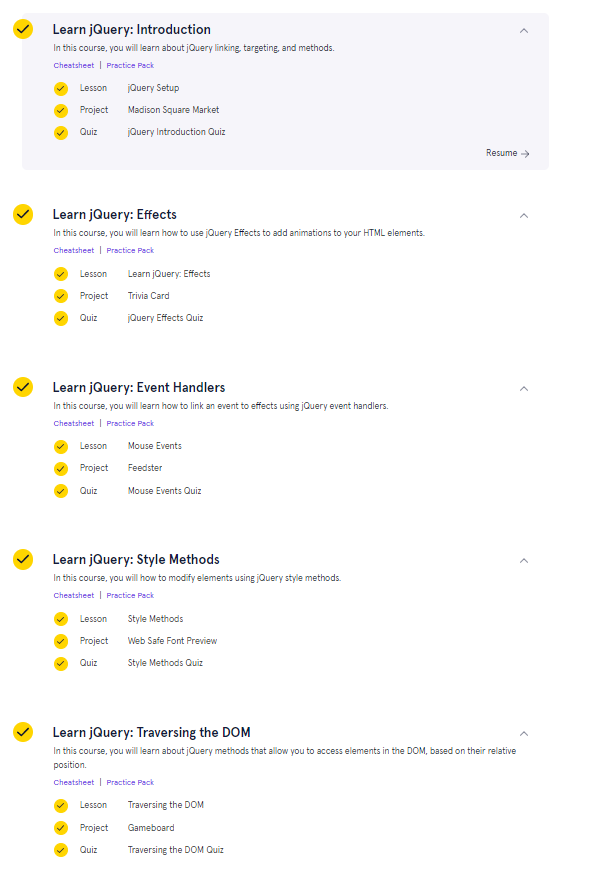 Learn jQuery: Introduction
In this course, you will learn about jQuery linking, targeting, and methods.
Cheatsheet | Practice Pack
Lesson jQuery Setup
Project Madison Square Market
Quiz jQuery Introduction Quiz
Resume →
Learn jQuery: Effects
In this course, you will learn how to use jQuery Effects to add animations to your HTML elements.
Cheatsheet | Practice Pack
Lesson Learn jQuery: Effects
Project Trivia Card
Quiz jQuery Effects Quiz
Learn jQuery: Event Handlers
In this course, you will learn how to link an event to effects using jQuery event handlers.
Cheatsheet | Practice Pack
Lesson Mouse Events
Project Feedster
Quiz Mouse Events Quiz
Learn jQuery: Style Methods
In this course, you will how to modify elements using jQuery style methods.
Cheatsheet | Practice Pack
Lesson Style Methods
Project Web Safe Font Preview
Quiz Style Methods Quiz
Learn jQuery: Traversing the DOM
In this course, you will learn about jQuery methods that allow you to access elements in the DOM, based on their relative
position.
Cheatsheet | Practice Pack
Lesson Traversing the DOM
Project Gameboard
Quiz Traversing the DOM Quiz